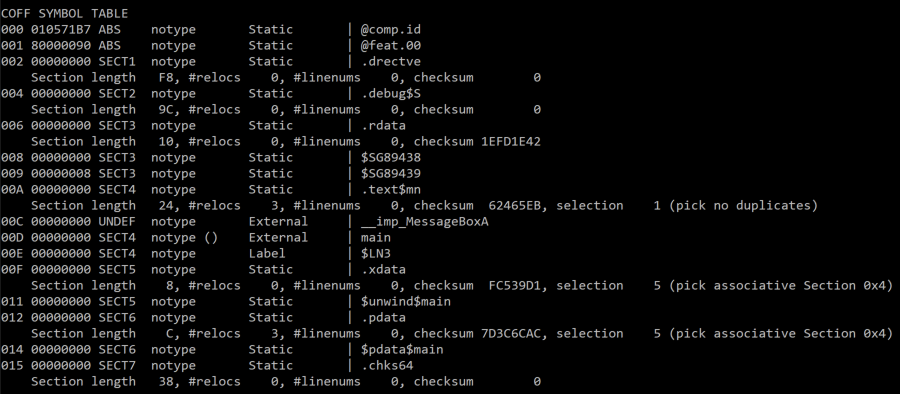 COFF SYMBOL TABLE
000 010571B7 ABS    notype       Static       | @comp.id
001 80000090 ABS    notype       Static       | @feat.00
002 00000000 SECT1  notype       Static       | .drectve
    Section length   F8, #relocs    0, #linenums    0, checksum        0
004 00000000 SECT2  notype       Static       | .debug$S
    Section length   9C, #relocs    0, #linenums    0, checksum        0
006 00000000 SECT3  notype       Static       | .rdata
    Section length   10, #relocs    0, #linenums    0, checksum 1EFD1E42
008 00000000 SECT3  notype       Static       | $SG89438
009 00000008 SECT3  notype       Static       | $SG89439
00A 00000000 SECT4  notype       Static       | .text$mn
    Section length   24, #relocs    3, #linenums    0, checksum  62465EB, selection    1 (pick no duplicates)
00C 00000000 UNDEF  notype       External     | __imp_MessageBoxA
00D 00000000 SECT4  notype ()    External     | main
00E 00000000 SECT4  notype       Label        | $LN3
00F 00000000 SECT5  notype       Static       | .xdata
    Section length    8, #relocs    0, #linenums    0, checksum  FC539D1, selection    5 (pick associative Section 0x4)
011 00000000 SECT5  notype       Static       | $unwind$main
012 00000000 SECT6  notype       Static       | .pdata
    Section length    C, #relocs    3, #linenums    0, checksum 7D3C6CAC, selection    5 (pick associative Section 0x4)
014 00000000 SECT6  notype       Static       | $pdata$main
015 00000000 SECT7  notype       Static       | .chks64
    Section length   38, #relocs    0, #linenums    0, checksum        0